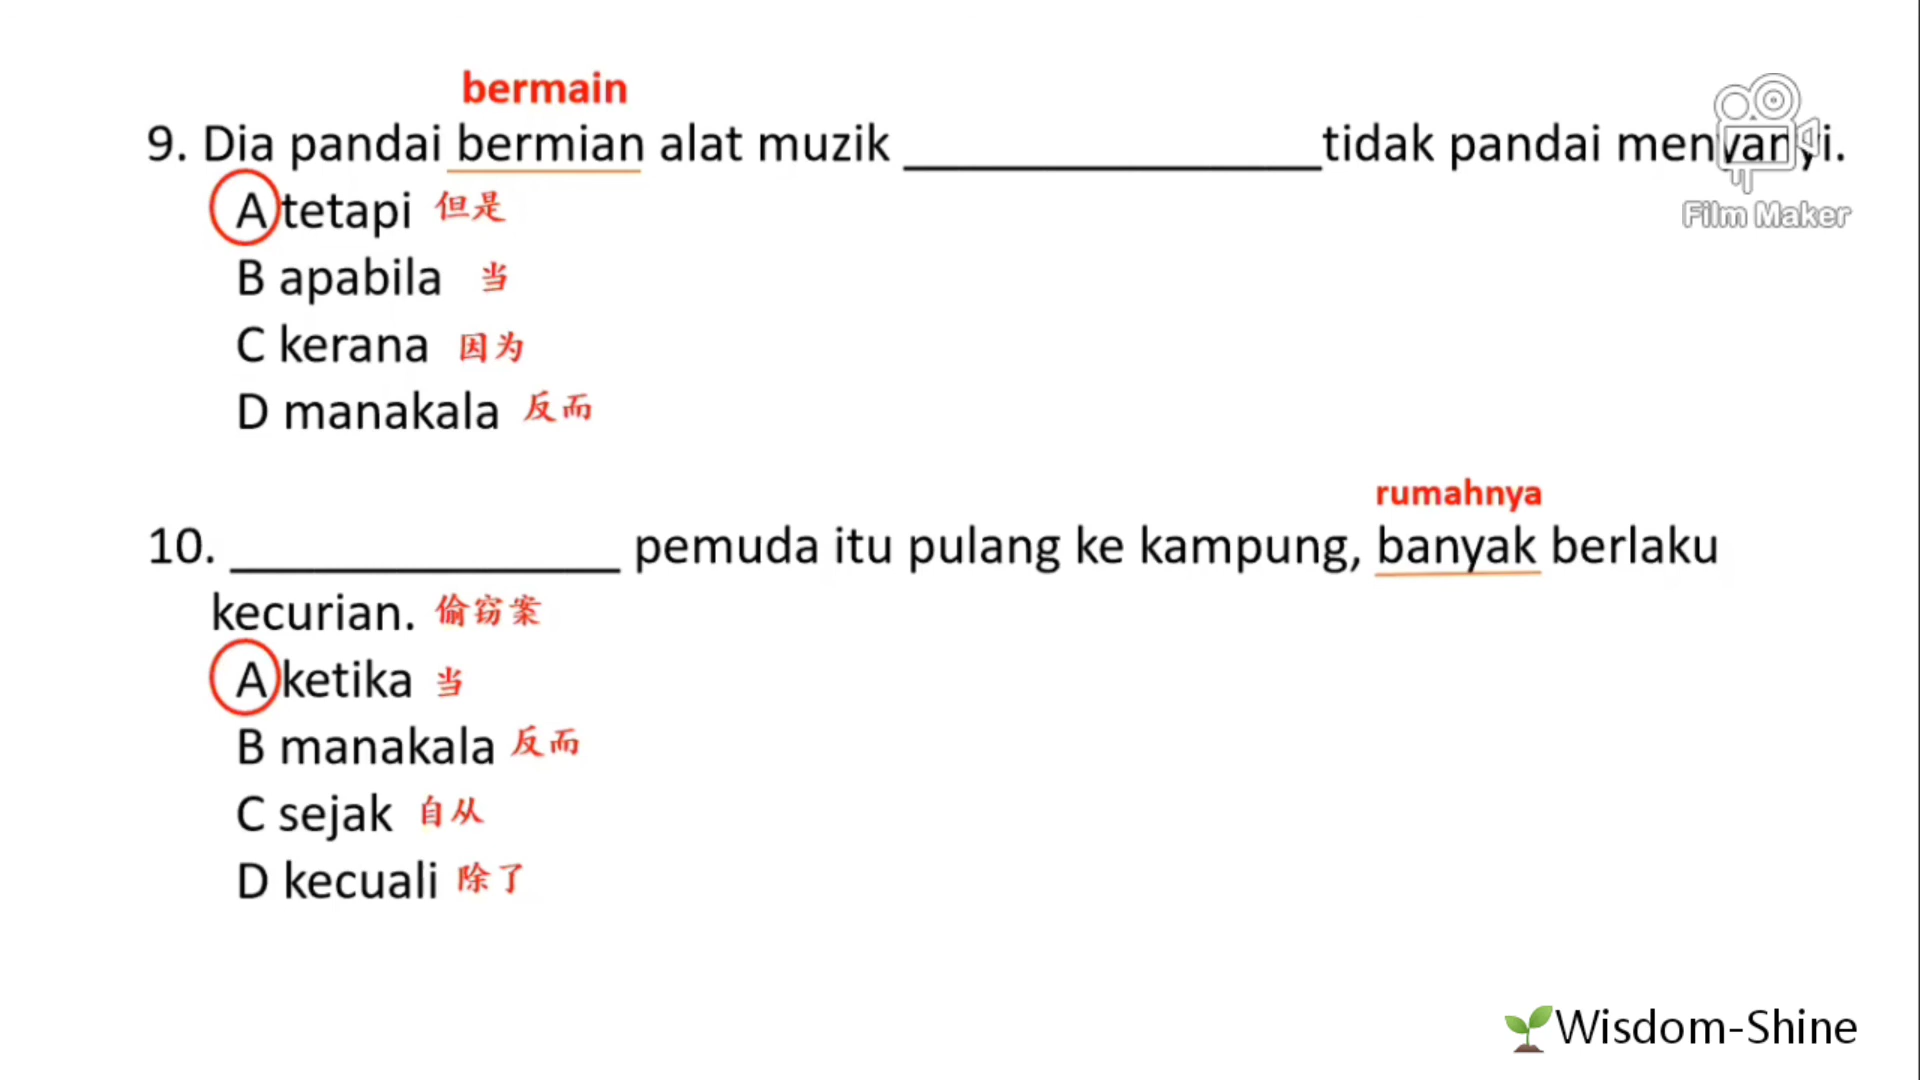 bermain
9. Dia pandai bermian alat muzik _______________tidak pandai menyanyi.
A tetapi 但是
B apabila 当
C kerana 因为
D manakala 反而
Film Maker
rumahnya
10. ______________ pemuda itu pulang ke kampung, banyak berlaku
kecurian. 偷窃案
A ketika 当
B manakala 反而
C sejak 自从
D kecuali 除了
Wisdom-Shine